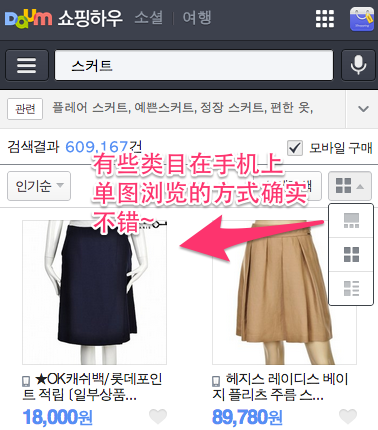 Daum 쇼핑하우 소셜 여행
스커트
관련 플레어 스커트, 예쁜스커트, 정장 스커트, 편한 옷,
검색결과 609,167건 모바일 구매
인기순
有些类目在手机上
单图浏览的方式确实
不错~
★OK캐쉬백/롯데포인
트 적립 (일부상품...
18,000원
헤지스 레이디스 베이
지 플리츠 주름 스...
89,780원